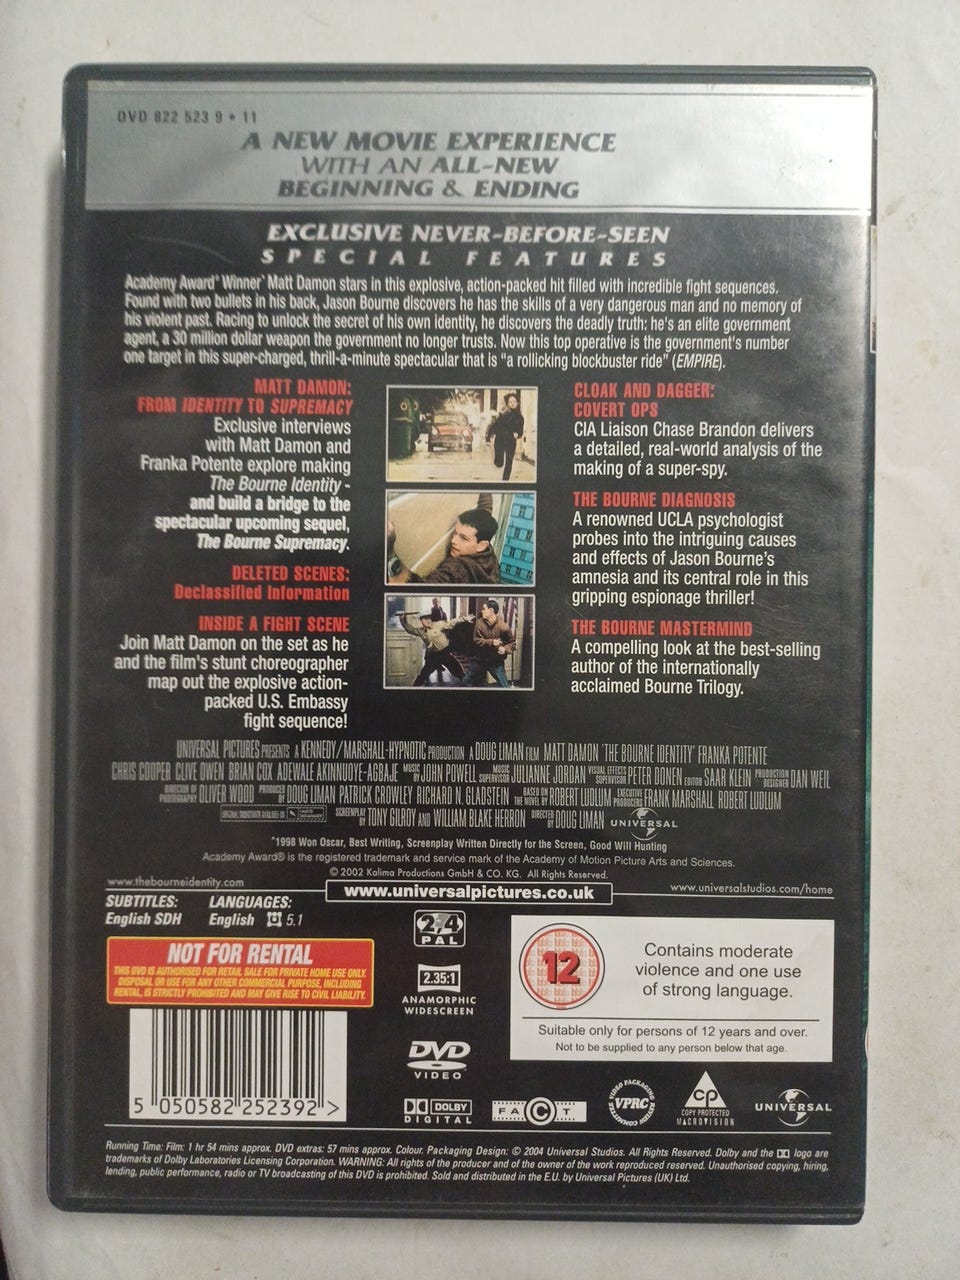 DVD 822 523 9 • 11
A NEW MOVIE EXPERIENCE
WITH AN ALL-NEW
BEGINNING & ENDING
EXCLUSIVE NEVER-BEFORE-SEEN
SPECIAL FEATURES
Academy Award® Winner* Matt Damon stars in this explosive, action-packed hit filled with incredible fight sequences.
Found with two bullets in his back, Jason Bourne discovers he has the skills of a very dangerous man and no memory of
his violent past. Racing to unlock the secret of his own identity, he discovers the deadly truth: he's an elite government
agent, a 30 million dollar weapon the government no longer trusts. Now this top operative is the government's number
one target in this super-charged, thrill-a-minute spectacular that is "a rollicking blockbuster ride" (EMPIRE).
MATT DAMON:
FROM IDENTITY TO SUPREMACY
Exclusive interviews
with Matt Damon and
Franka Potente explore making
The Bourne Identity -
and build a bridge to the
spectacular upcoming sequel,
The Bourne Supremacy.
DELETED SCENES:
Declassified Information
INSIDE A FIGHT SCENE
Join Matt Damon on the set as he
and the film's stunt choreographer
map out the explosive action-
packed U.S. Embassy
fight sequence!
CLOAK AND DAGGER:
COVERT OPS
CIA Liaison Chase Brandon delivers
a detailed, real-world analysis of the
making of a super-spy.
THE BOURNE DIAGNOSIS
A renowned UCLA psychologist
probes into the intriguing causes
and effects of Jason Bourne's
amnesia and its central role in this
gripping espionage thriller!
THE BOURNE MASTERMIND
A compelling look at the best-selling
author of the internationally
acclaimed Bourne Trilogy.
UNIVERSAL PICTURES PRESENTS A KENNEDY/MARSHALL-HYPNOTIC PRODUCTION A DOUG LIMAN FILM MATT DAMON 'THE BOURNE IDENTITY' FRANKA POTENTE
CHRIS COOPER CLIVE OWEN BRIAN COX ADEWALE AKINNUOYE-AGBAJE MUSIC BY JOHN POWELL MUSIC SUPERVISOR JULIANNE JORDAN VISUAL EFFECTS SUPERVISOR PETER DONEN EDITOR SAAR KLEIN PRODUCTION DESIGNER DAN WEIL
DIRECTOR OF PHOTOGRAPHY OLIVER WOOD PRODUCED BY DOUG LIMAN PATRICK CROWLEY RICHARD N. GLADSTEIN BASED ON THE NOVEL BY ROBERT LUDLUM EXECUTIVE PRODUCERS FRANK MARSHALL ROBERT LUDLUM
SCREENPLAY BY TONY GILROY AND WILLIAM BLAKE HERRON DIRECTED BY DOUG LIMAN UNIVERSAL
*1998 Won Oscar, Best Writing, Screenplay Written Directly for the Screen, Good Will Hunting
Academy Award® is the registered trademark and service mark of the Academy of Motion Picture Arts and Sciences.
© 2002 Kalima Productions GmbH & CO. KG. All Rights Reserved.
www.thebourneidentity.com
www.universalpictures.co.uk
www.universalstudios.com/home
SUBTITLES:
English SDH
LANGUAGES:
English 5.1
NOT FOR RENTAL
THIS DVD IS AUTHORISED FOR RETAIL SALE FOR PRIVATE HOME USE ONLY.
DISPOSAL OR USE FOR ANY OTHER COMMERCIAL PURPOSE, INCLUDING
RENTAL, IS STRICTLY PROHIBITED AND MAY GIVE RISE TO CIVIL LIABILITY.
5 050582 252392 >
2,4
PAL
2.35:1
ANAMORPHIC
WIDESCREEN
DVD
VIDEO
DOLBY
DIGITAL
12
Contains moderate
violence and one use
of strong language.
Suitable only for persons of 12 years and over.
Not to be supplied to any person below that age.
FACT
VIDEO PACKAGING REVIEW COMMITTEE
VPRC
CP
COPY PROTECTED
MACROVISION
UNIVERSAL
Running Time: Film: 1 hr 54 mins approx. DVD extras: 57 mins approx. Colour. Packaging Design: © 2004 Universal Studios. All Rights Reserved. Dolby and the logo are
trademarks of Dolby Laboratories Licensing Corporation. WARNING: All rights of the producer and of the owner of the work reproduced reserved. Unauthorised copying, hiring,
lending, public performance, radio or TV broadcasting of this DVD is prohibited. Sold and distributed in the E.U. by Universal Pictures (UK) Ltd.